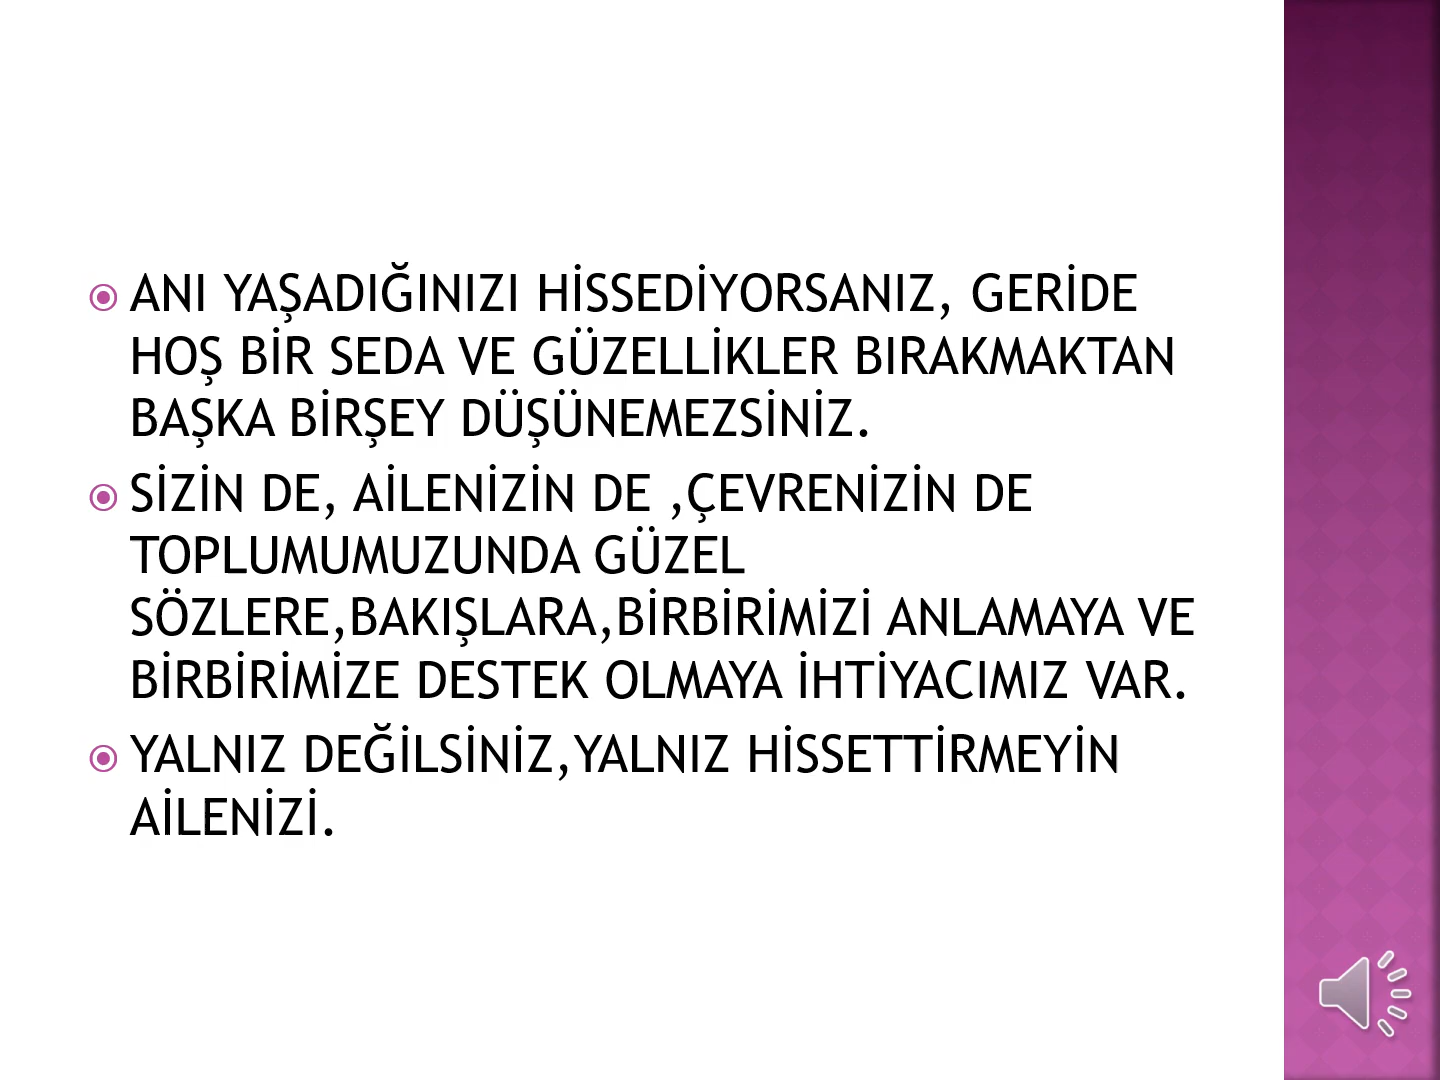 ANI YAŞADIĞINIZI HİSSEDİYORSANIZ, GERİDE
HOŞ BİR SEDA VE GÜZELLİKLER BIRAKMAKTAN
BAŞKA BİRŞEY DÜŞÜNEMEZSİNİZ.
SİZİN DE, AİLENİZİN DE ,ÇEVRENİZİN DE
TOPLUMUMUZUNDA GÜZEL
SÖZLERE,BAKIŞLARA,BİRBİRİMİZİ ANLAMAYA VE
BİRBİRİMİZE DESTEK OLMAYA İHTİYACIMIZ VAR.
YALNIZ DEĞİLSİNİZ,YALNIZ HİSSETTİRMEYİN
AİLENİZİ.